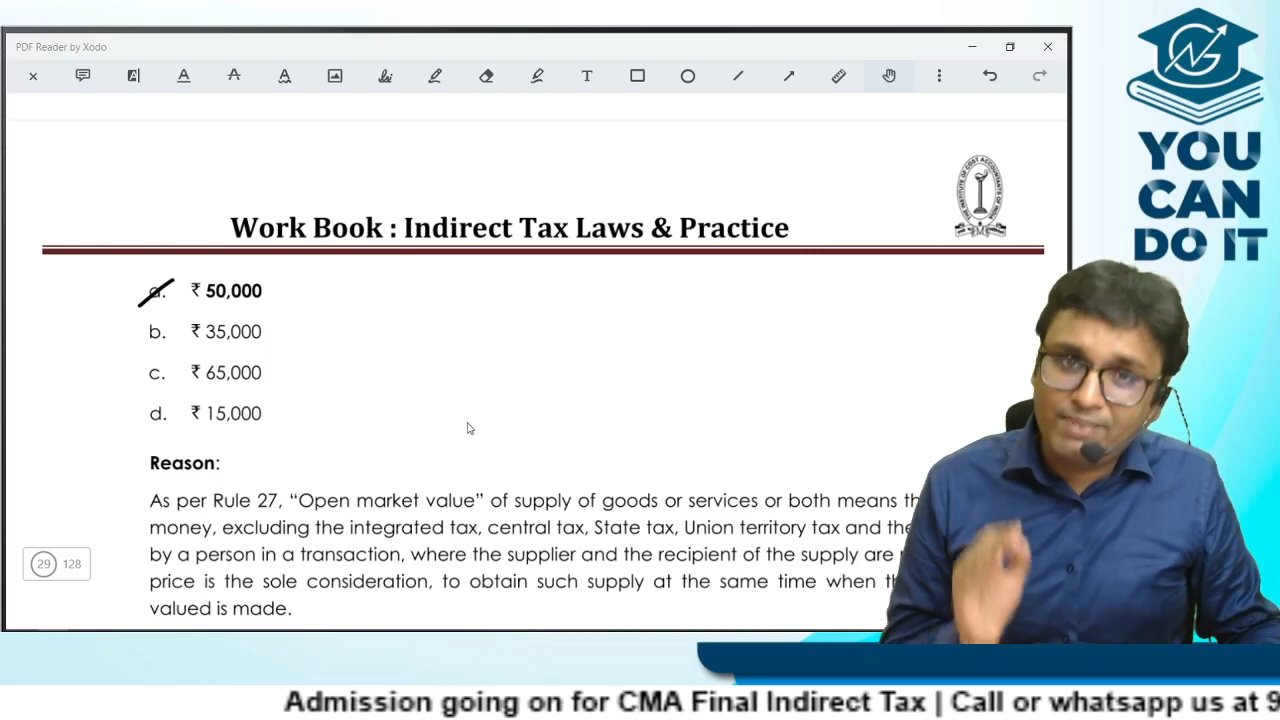 PDF Reader by Xodo
Work Book : Indirect Tax Laws & Practice
a. ₹ 50,000
b. ₹ 35,000
c. ₹ 65,000
d. ₹ 15,000
Reason:
As per Rule 27, “Open market value” of supply of goods or services or both means th
money, excluding the integrated tax, central tax, State tax, Union territory tax and the
by a person in a transaction, where the supplier and the recipient of the supply are
price is the sole consideration, to obtain such supply at the same time when th
valued is made.
29 128
YOU
CAN
DO IT
Admission going on for CMA Final Indirect Tax | Call or whatsapp us at 9